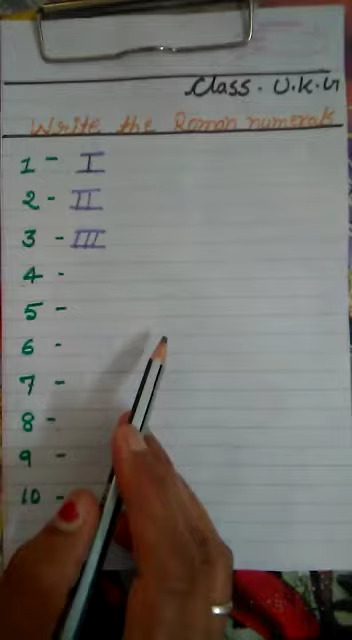 Class. U.K.G
Write the Roman numerals
1 - I
2 - II
3 - III
4 -
5 -
6 -
7 -
8 -
9 -
10 -